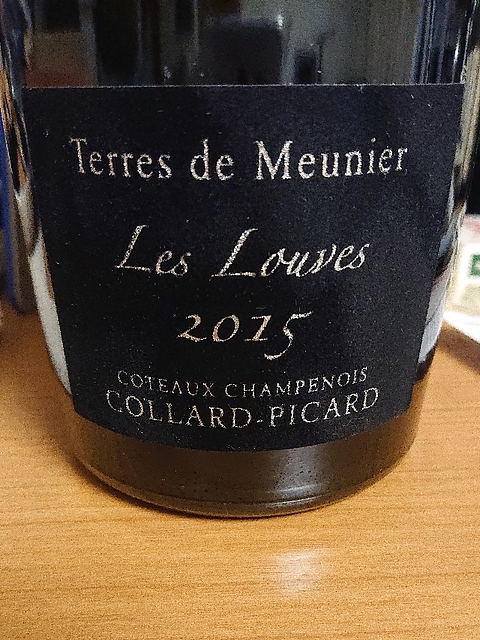 Terres de Meunier
Les Louves
2015
COTEAUX CHAMPENOIS
COLLARD-PICARD